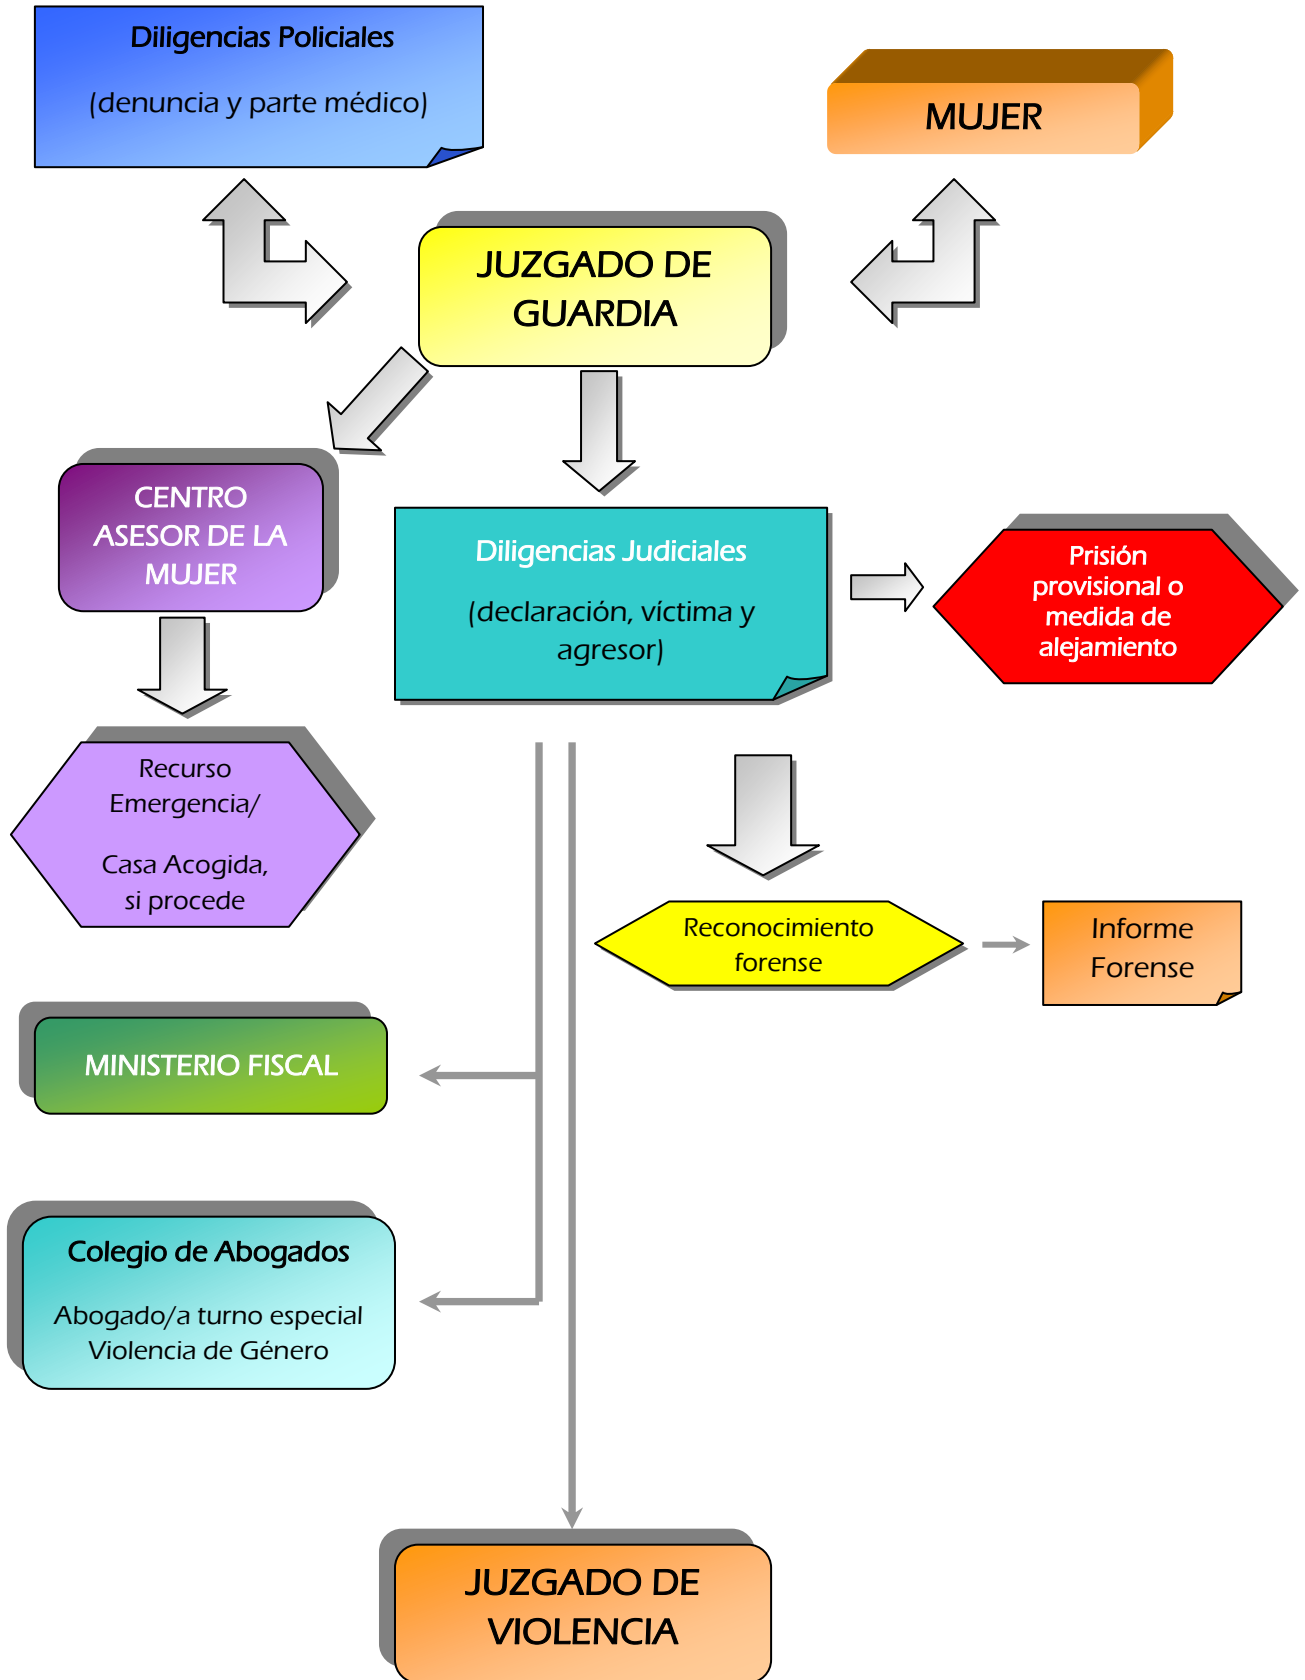 Diligencias Policiales
(denuncia y parte médico)
MUJER
JUZGADO DE
GUARDIA
CENTRO
ASESOR DE LA
MUJER
Diligencias Judiciales
(declaración, víctima y
agresor)
Prisión
provisional o
medida de
alejamiento
Recurso
Emergencia/
Casa Acogida,
si procede
Reconocimiento
forense
Informe
Forense
MINISTERIO FISCAL
Colegio de Abogados
Abogado/a turno especial
Violencia de Género
JUZGADO DE
VIOLENCIA